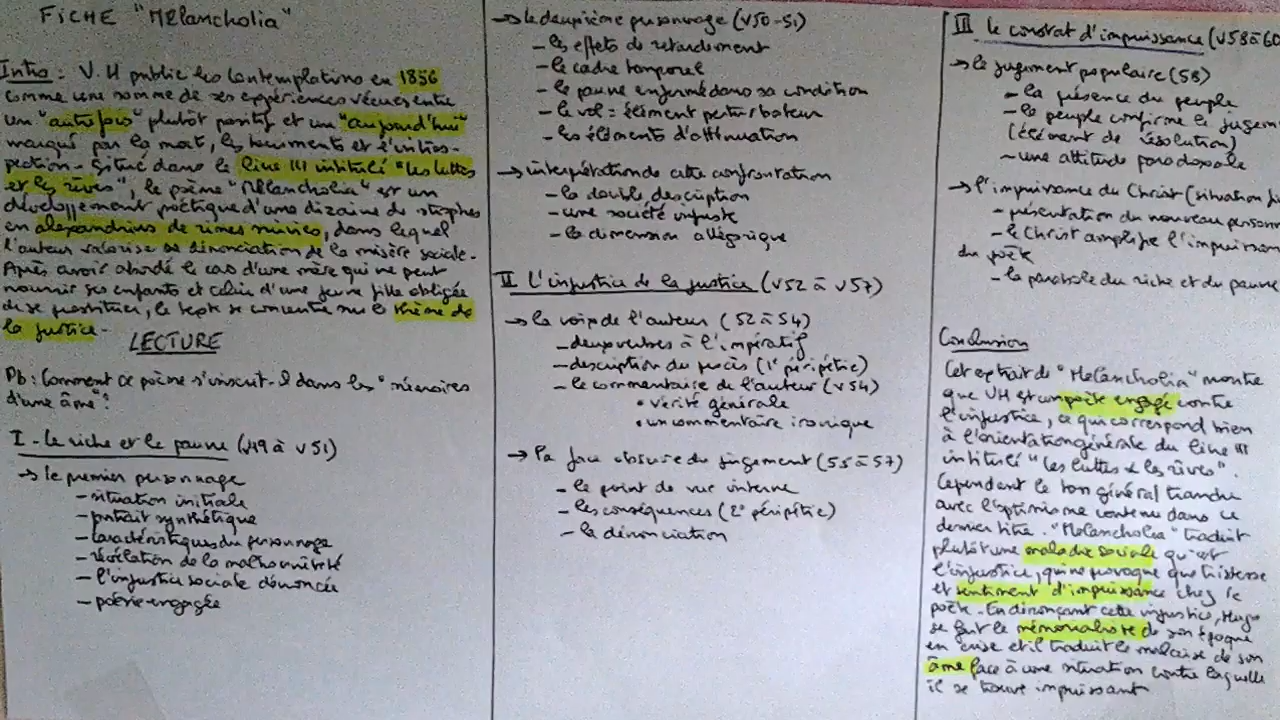 FICHE "Mélancholia"
Intro : V.H publie les Contemplations en 1856
comme une somme de ses expériences vécues entre
un "autrefois" plutôt positif et un "aujourd'hui"
marqué par la mort, les tourments et l'intros-
pection. Situé dans le livre III intitulé "les luttes
et les rêves", le poème "Mélancholia" est un
développement poétique d'une dizaine de strophes
en alexandrins de rimes suivies, dans lequel
l'auteur valorise sa dénonciation de la misère sociale.
Après avoir abordé le cas d'une mère qui ne peut
nourrir ses enfants et celui d'une jeune fille obligée
de se prostituer, le texte se concentre sur le thème de
la justice.
LECTURE
Pb : Comment ce poème s'inscrit-il dans les "mémoires
d'une âme" ?
I - le riche et le pauvre (v49 à v51)
→ le premier personnage
- situation initiale
- portrait synthétique
- caractéristiques du personnage
- révélation de la malhonnêteté
- l'injustice sociale dénoncée
- poésie engagée
→ le deuxième personnage (v50-51)
- les effets de retardement
- le cadre temporel
- le pauvre enfermé dans sa condition
- le vol = élément perturbateur
- les éléments d'atténuation
→ interprétation de cette confrontation
- la double description
- une société injuste
- la dimension allégorique
II L'injustice de la justice (v52 à v57)
→ la voix de l'auteur (52 à 54)
- deux verbes à l'impératif
- description du procès (1e péripétie)
- le commentaire de l'auteur (v54)
• vérité générale
• un commentaire ironique
→ la face obscure du jugement (55 à 57)
- le point de vue interne
- les conséquences (2e péripétie)
- la dénonciation
III le constat d'impuissance (v58 à 60
→ le jugement populaire (58)
- la présence du peuple
- le peuple confirme le jugem
(élément de résolution)
- une attitude paradoxale
→ l'impuissance du Christ (situation fi
- présentation du nouveau personn
- le Christ amplifie l'impuissan
du poète
- la parabole du riche et du pauvre
Conclusion
Cet extrait de "Mélancholia" montre
que VH est un poète engagé contre
l'injustice, ce qui correspond bien
à l'orientation générale du livre III
intitulé "les luttes & les rêves".
Cependant le ton général tranche
avec l'optimisme contenu dans ce
dernier titre. "Mélancholia" traduit
plutôt une maladie sociale qu'est
l'injustice, qui ne provoque que tristesse
et sentiment d'impuissance chez le
poète. En dénonçant cette injustice, Hugo
se fait le mémorialiste de son époque
en crise et il traduit le malaise de son
âme face à une situation contre laquelle
il se trouve impuissant